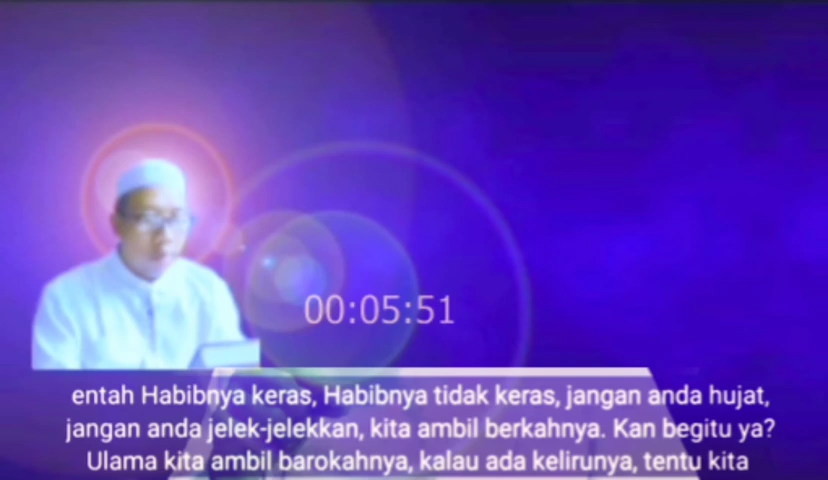 00:05:51
entah Habibnya keras, Habibnya tidak keras, jangan anda hujat,
jangan anda jelek-jelekkan, kita ambil berkahnya. Kan begitu ya?
Ulama kita ambil barokahnya, kalau ada kelirunya, tentu kita